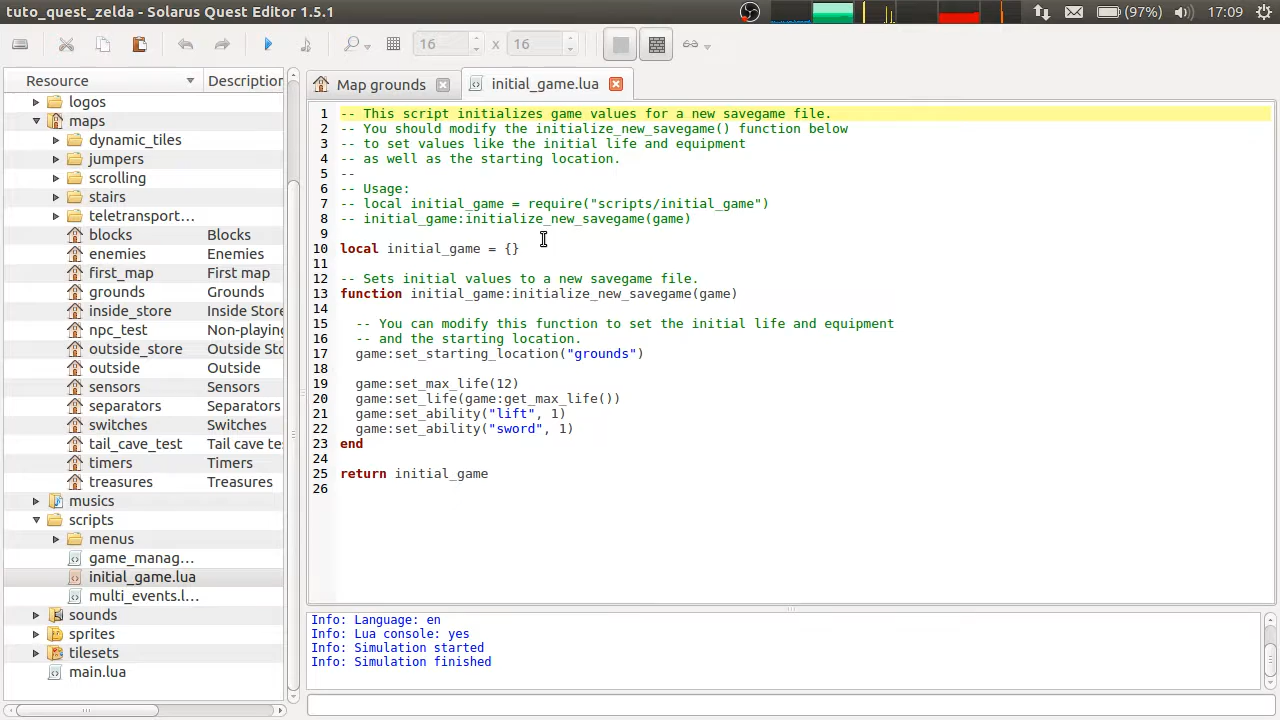 tuto_quest_zelda - Solarus Quest Editor 1.5.1
(97%)
17:09
16 x 16
Resource
Description
logos
maps
dynamic_tiles
jumpers
scrolling
stairs
teletransport...
blocks Blocks
enemies Enemies
first_map First map
grounds Grounds
inside_store Inside Store
npc_test Non-playing
outside_store Outside Sto
outside Outside
sensors Sensors
separators Separators
switches Switches
tail_cave_test Tail cave tes
timers Timers
treasures Treasures
musics
scripts
menus
game_manag...
initial_game.lua
multi_events.l...
sounds
sprites
tilesets
main.lua
Map grounds
initial_game.lua
1 -- This script initializes game values for a new savegame file.
2 -- You should modify the initialize_new_savegame() function below
3 -- to set values like the initial life and equipment
4 -- as well as the starting location.
5 --
6 -- Usage:
7 -- local initial_game = require("scripts/initial_game")
8 -- initial_game:initialize_new_savegame(game)
9
10 local initial_game = {}
11
12 -- Sets initial values to a new savegame file.
13 function initial_game:initialize_new_savegame(game)
14
15 -- You can modify this function to set the initial life and equipment
16 -- and the starting location.
17 game:set_starting_location("grounds")
18
19 game:set_max_life(12)
20 game:set_life(game:get_max_life())
21 game:set_ability("lift", 1)
22 game:set_ability("sword", 1)
23 end
24
25 return initial_game
26
Info: Language: en
Info: Lua console: yes
Info: Simulation started
Info: Simulation finished